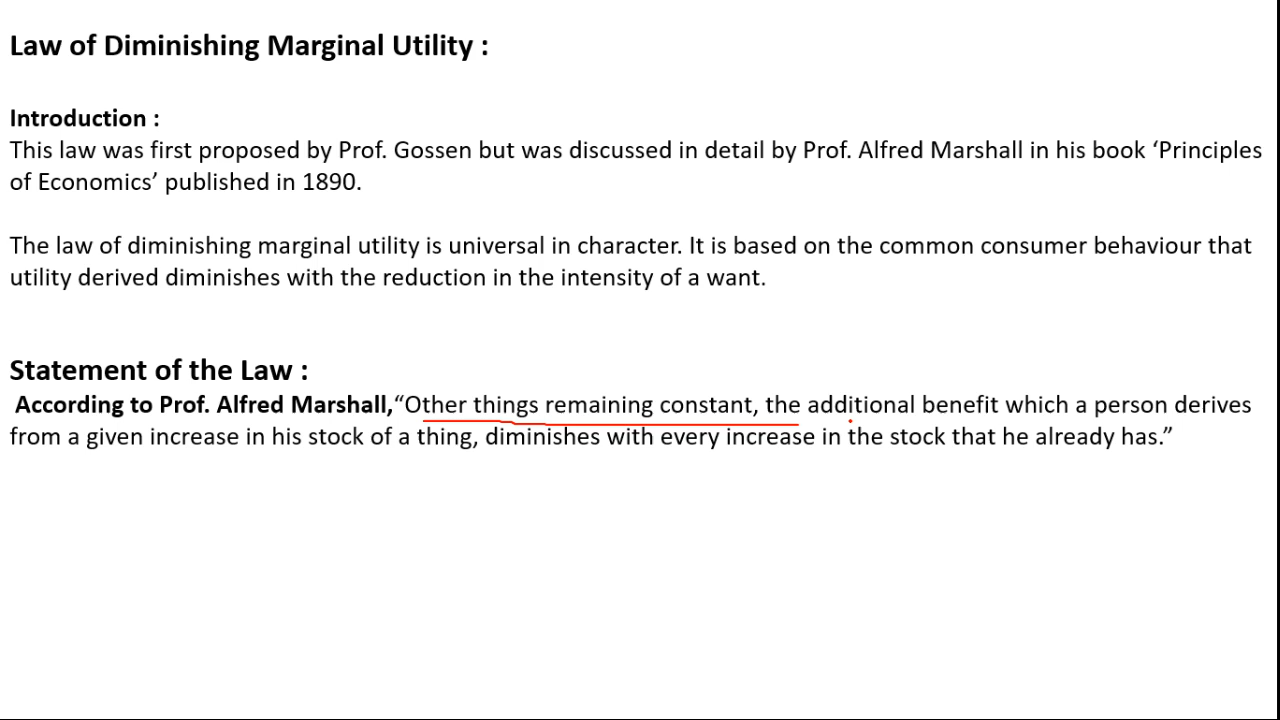 Law of Diminishing Marginal Utility :
Introduction :
This law was first proposed by Prof. Gossen but was discussed in detail by Prof. Alfred Marshall in his book ‘Principles
of Economics’ published in 1890.
The law of diminishing marginal utility is universal in character. It is based on the common consumer behaviour that
utility derived diminishes with the reduction in the intensity of a want.
Statement of the Law :
According to Prof. Alfred Marshall,“Other things remaining constant, the additional benefit which a person derives
from a given increase in his stock of a thing, diminishes with every increase in the stock that he already has.”